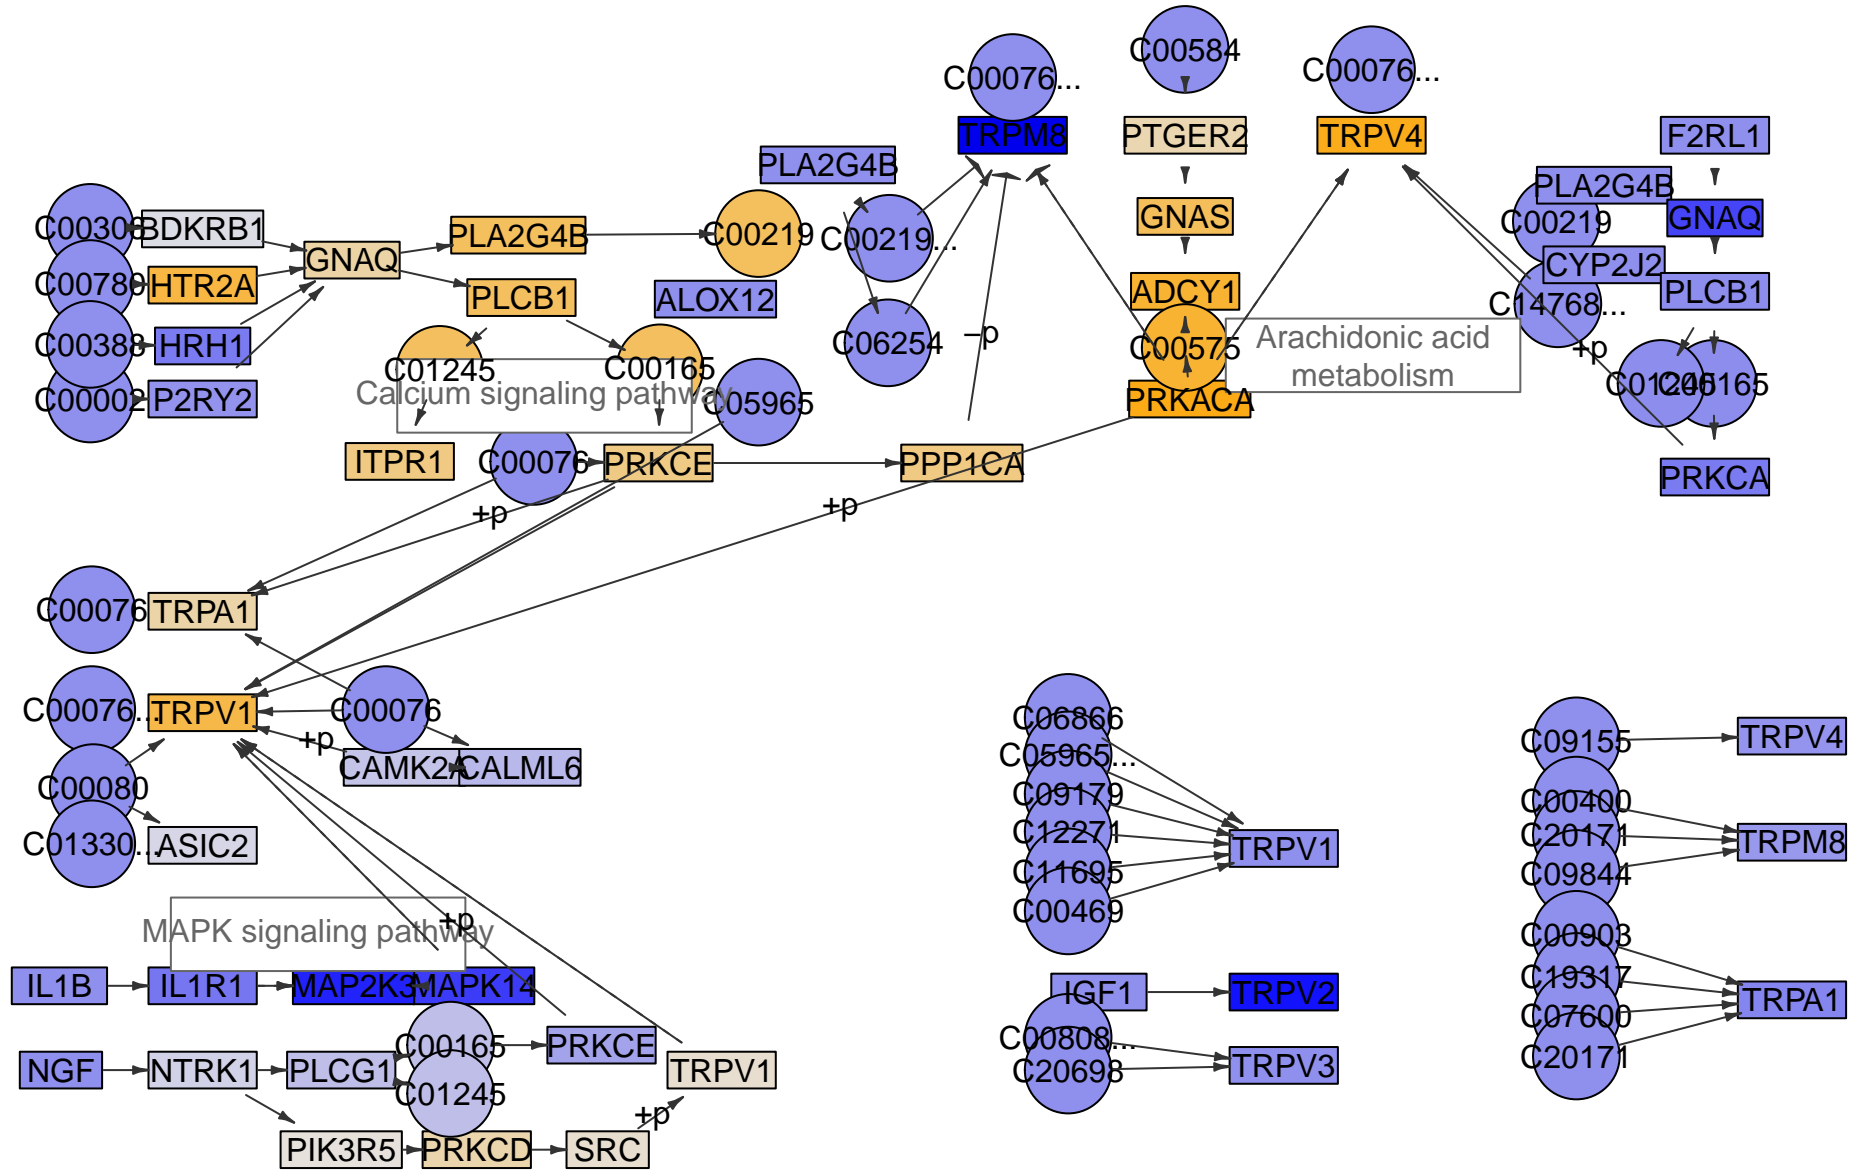 C00584
C00076...
C00076...
TRPM8
PTGER2
TRPV4
F2RL1
PLA2G4B
PLA2G4B
C00219
GNAS
GNAQ
BDKRB1
PLA2G4B
C00219
C00219...
GNAQ
CYP2J2
HTR2A
ADCY1
PLCB1
PLCB1
ALOX12
C14768...
HRH1
C00388
C06254
–p
C00575
Arachidonic acid
metabolism
+p
C01245
C00165
Calcium signaling pathway
C05965
PRKACA
C00002
P2RY2
C01245
C00165
ITPR1
C00076
PRKCE
PPP1CA
PRKCA
+p
+p
C00076
TRPA1
C00076...
TRPV1
C00076
+p
CAMK2A
CALML6
C00080
C01330...
ASIC2
C06866
C05965...
C09179
C12271
C11695
C00469
TRPV1
C09155
TRPV4
C00400
C20171
C09844
TRPM8
MAPK signaling pathway
+p
IL1B
IL1R1
MAP2K3
MAPK14
IGF1
TRPV2
C00903
C19317
C07600
C20171
TRPA1
NGF
NTRK1
PLCG1
C00165
C01245
PRKCE
TRPV1
C00808...
C20698
TRPV3
+p
PIK3R5
PRKCD
SRC